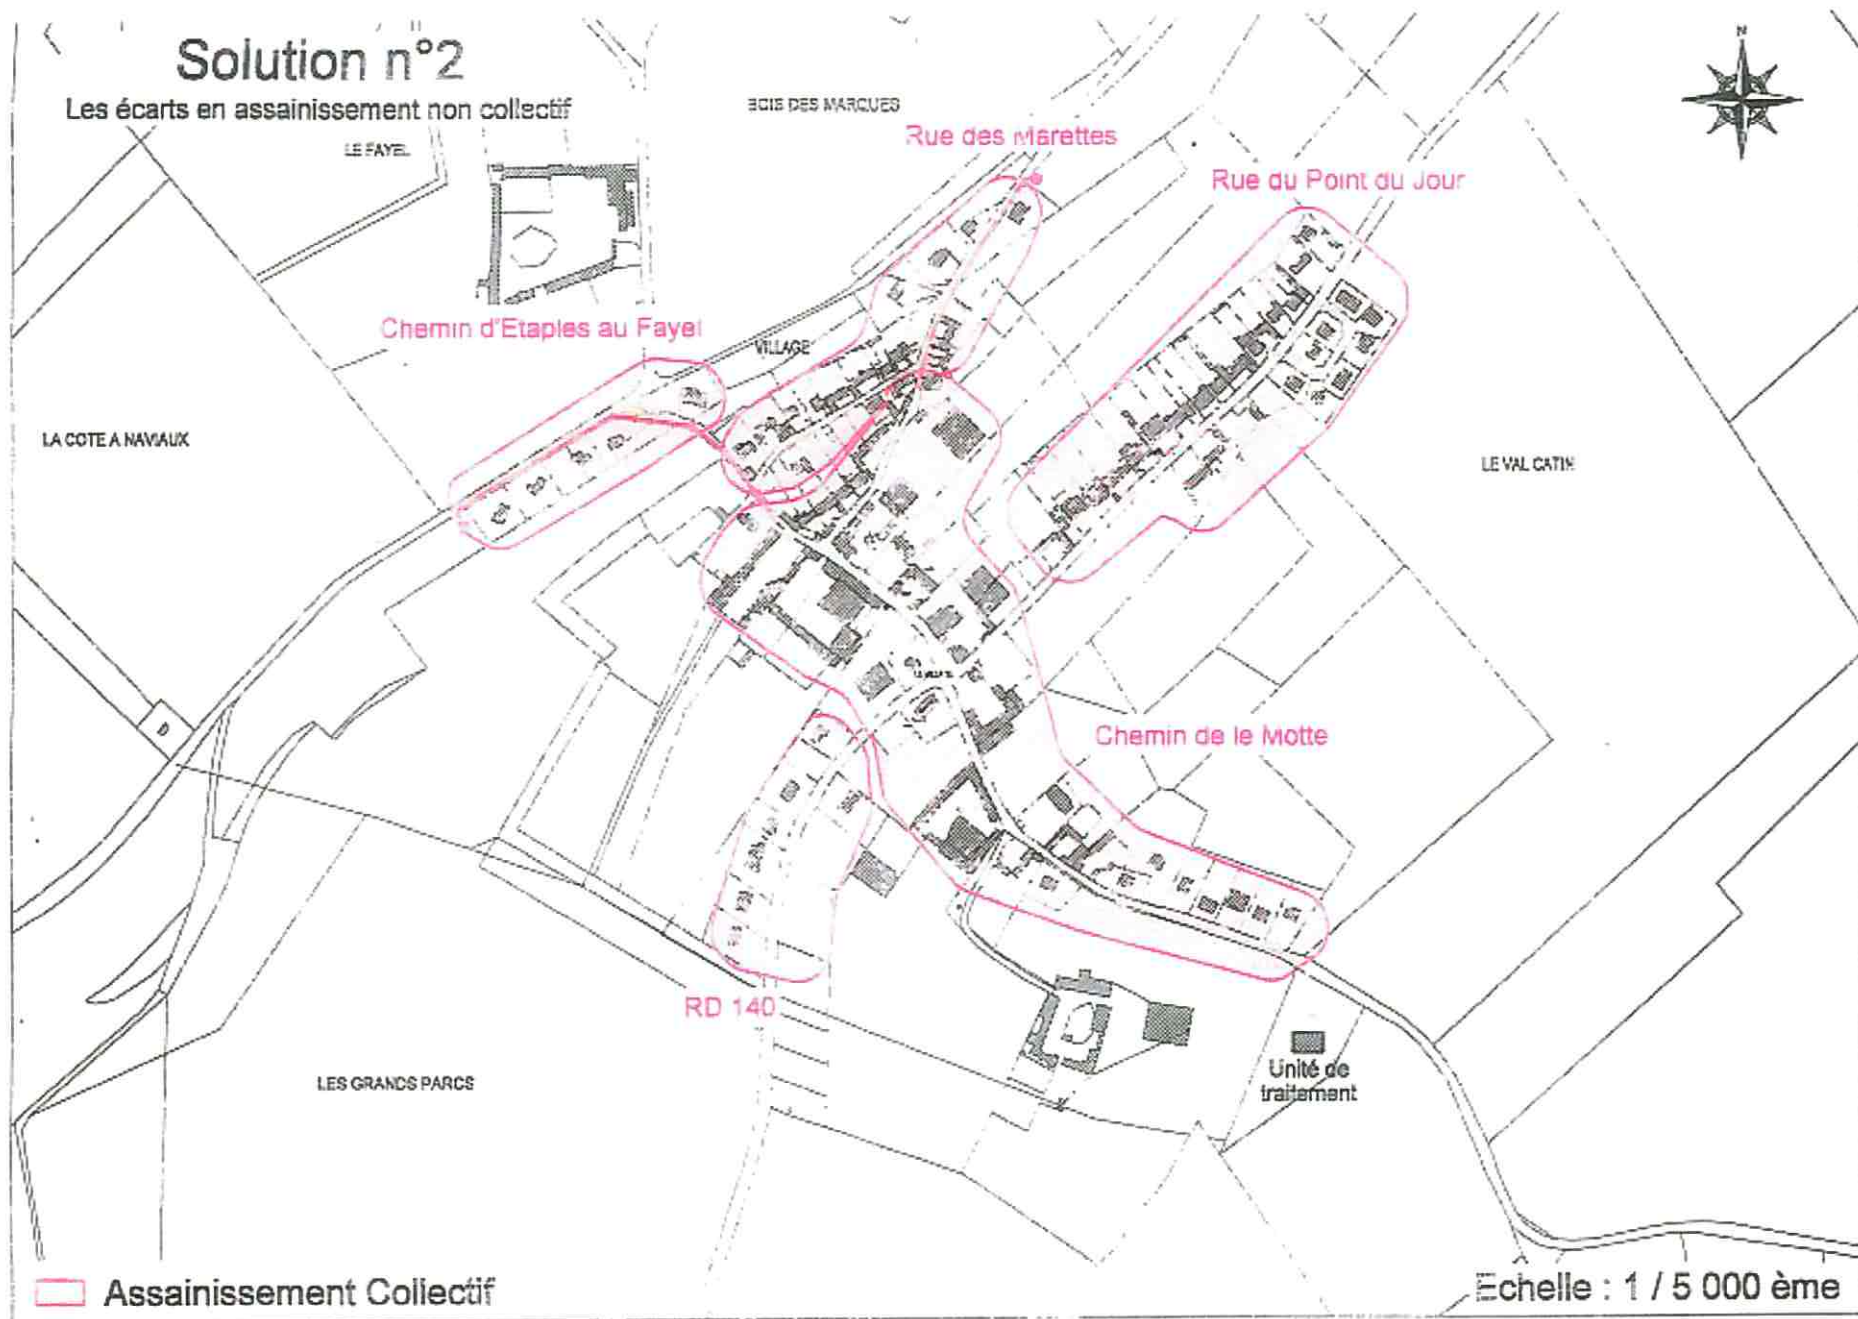 Solution n°2
Les écarts en assainissement non collectif
N
BOIS DES MARQUES
LE FAYEL
Rue des Marettes
Rue du Point du Jour
Chemin d'Etaples au Fayel
VILLAGE
LA COTE A NAVIAUX
LE VAL CATIN
Chemin de le Motte
RD 140
LES GRANDS PARCS
Unité de
traitement
Assainissement Collectif
Echelle : 1 / 5 000 ème